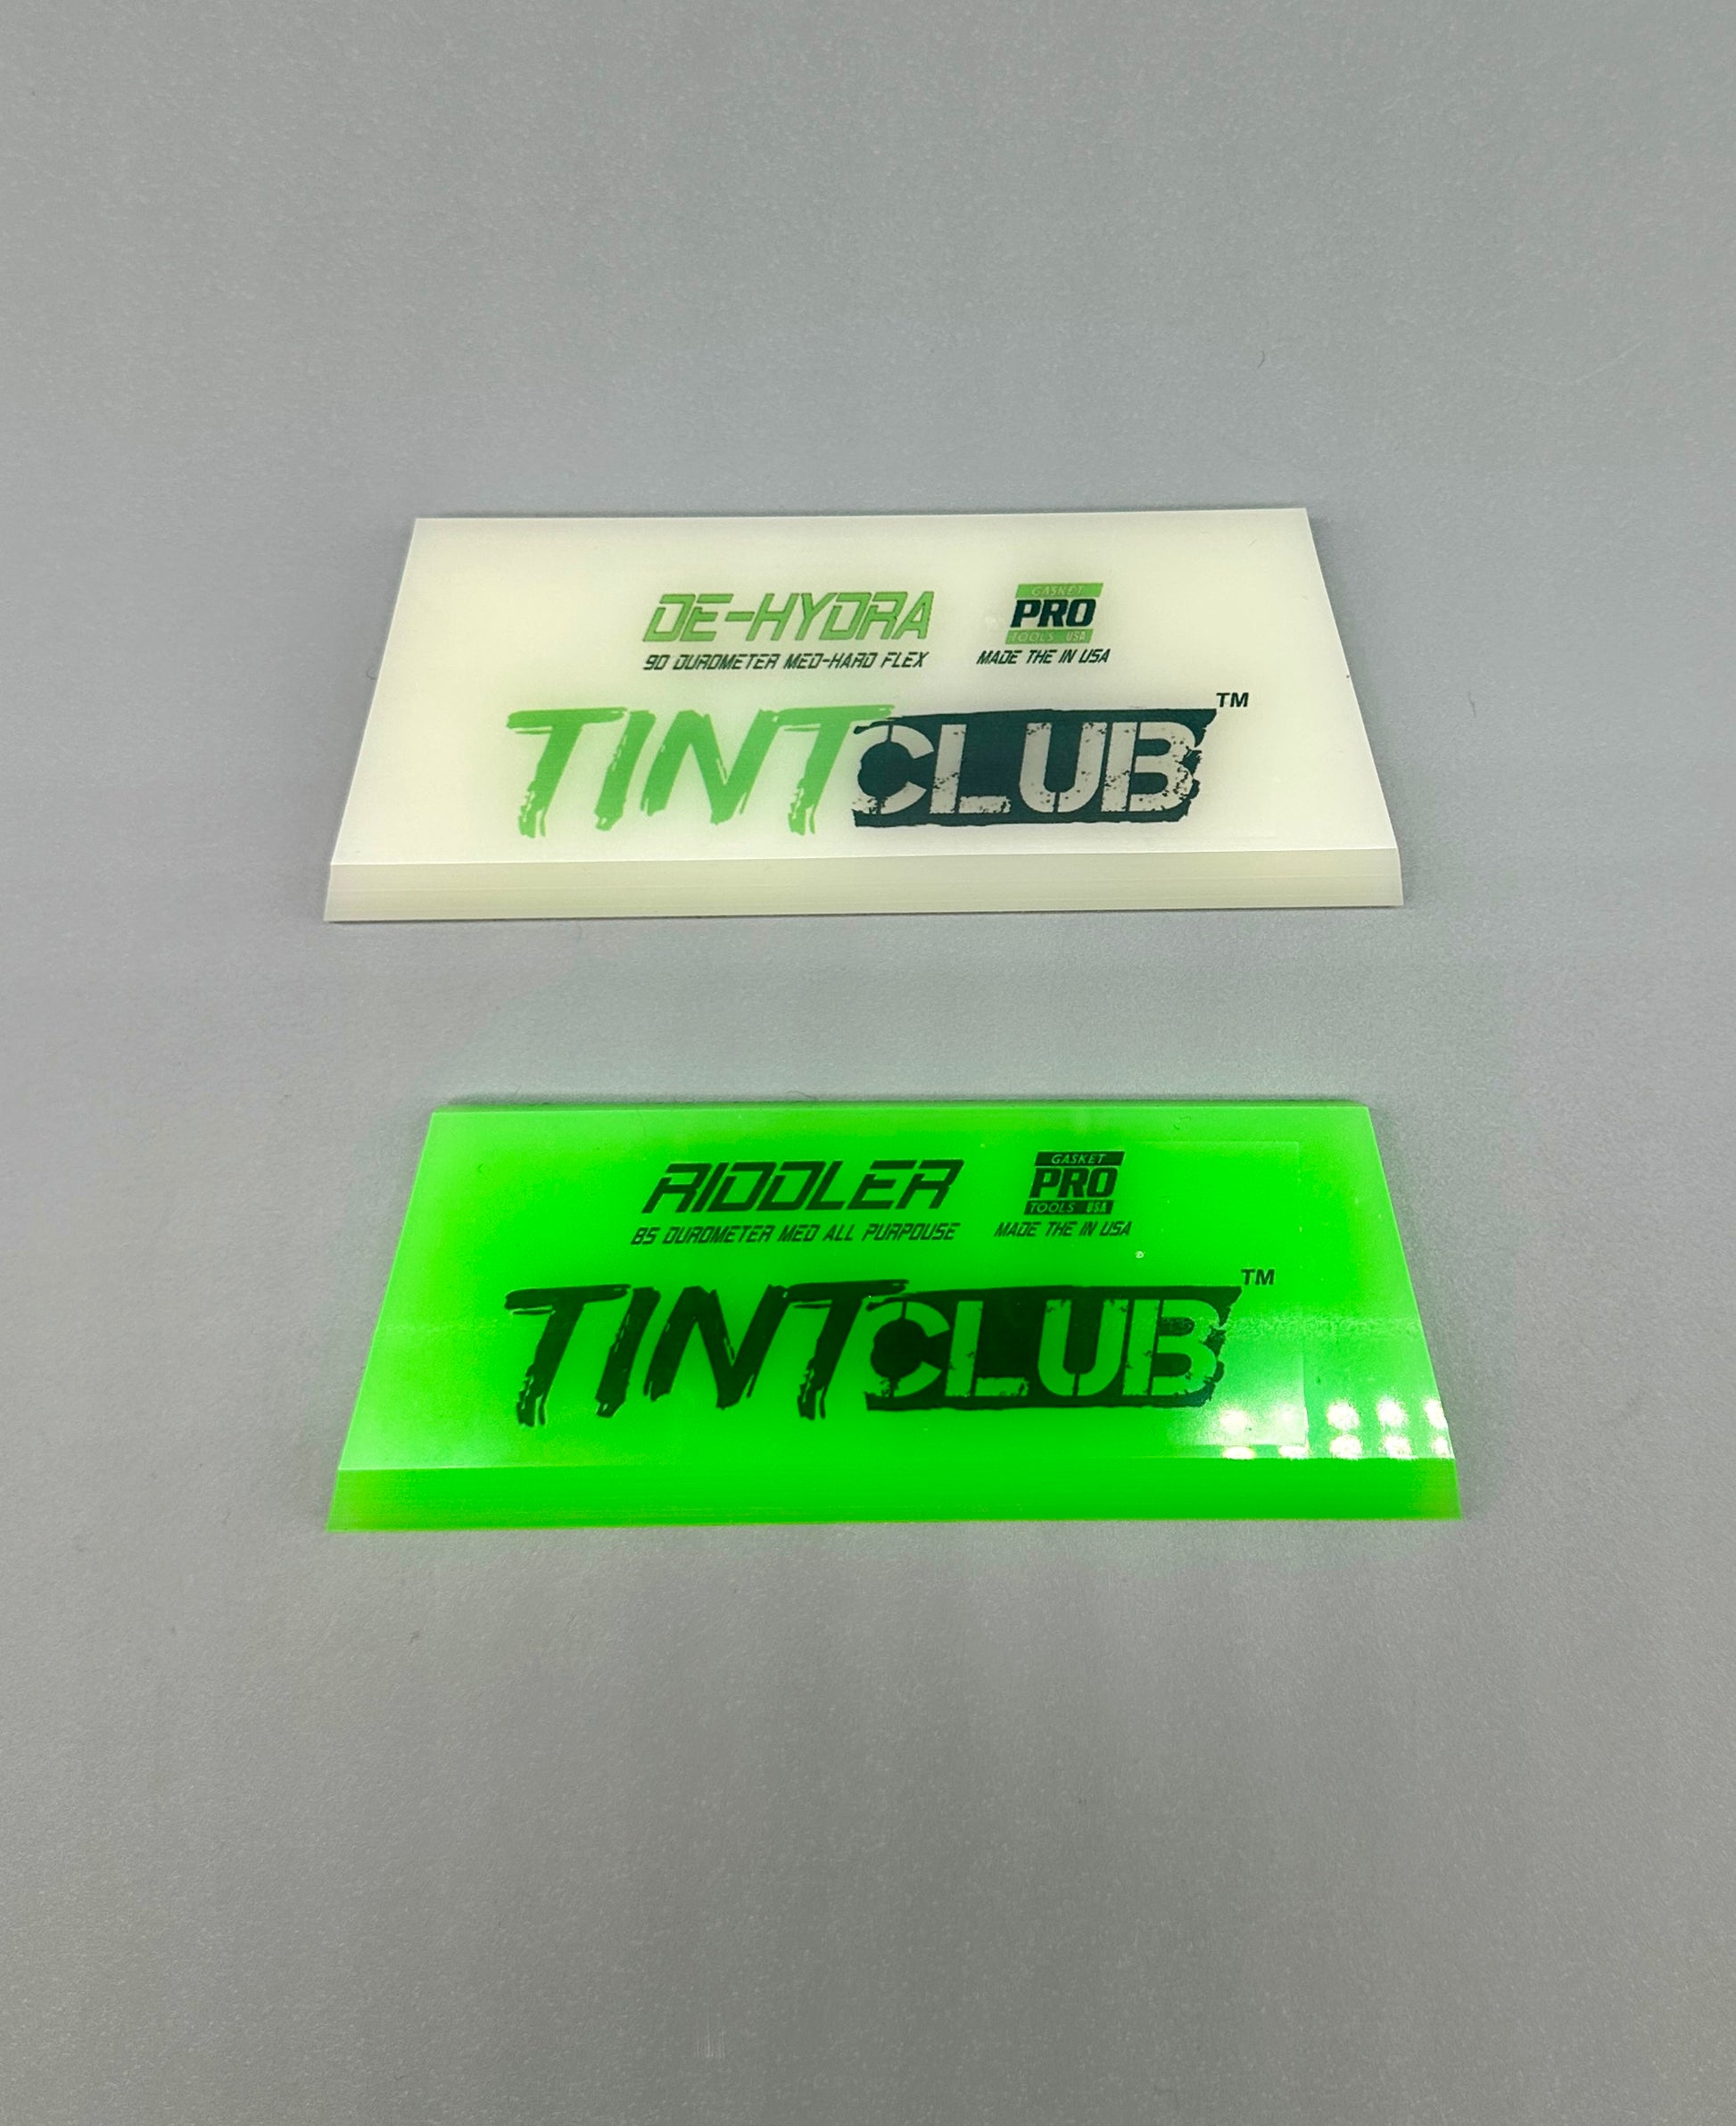 DE-HYDRA
90 DUROMETER MED-HARD FLEX
GASKET
PRO
TOOLS USA
MADE THE IN USA
TINTCLUB™
RIDDLER
85 DUROMETER MED ALL PURPOUSE
GASKET
PRO
TOOLS USA
MADE THE IN USA
TINTCLUB™